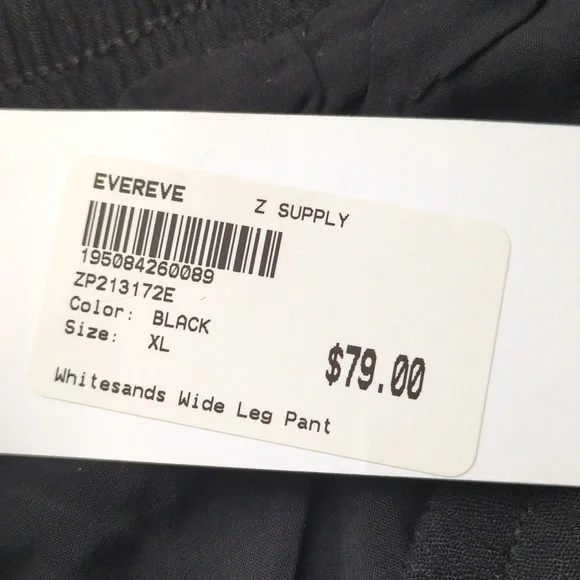 EVEREVE Z SUPPLY
195084260089
ZP213172E
Color: BLACK
Size: XL
$79.00
Whitesands Wide Leg Pant